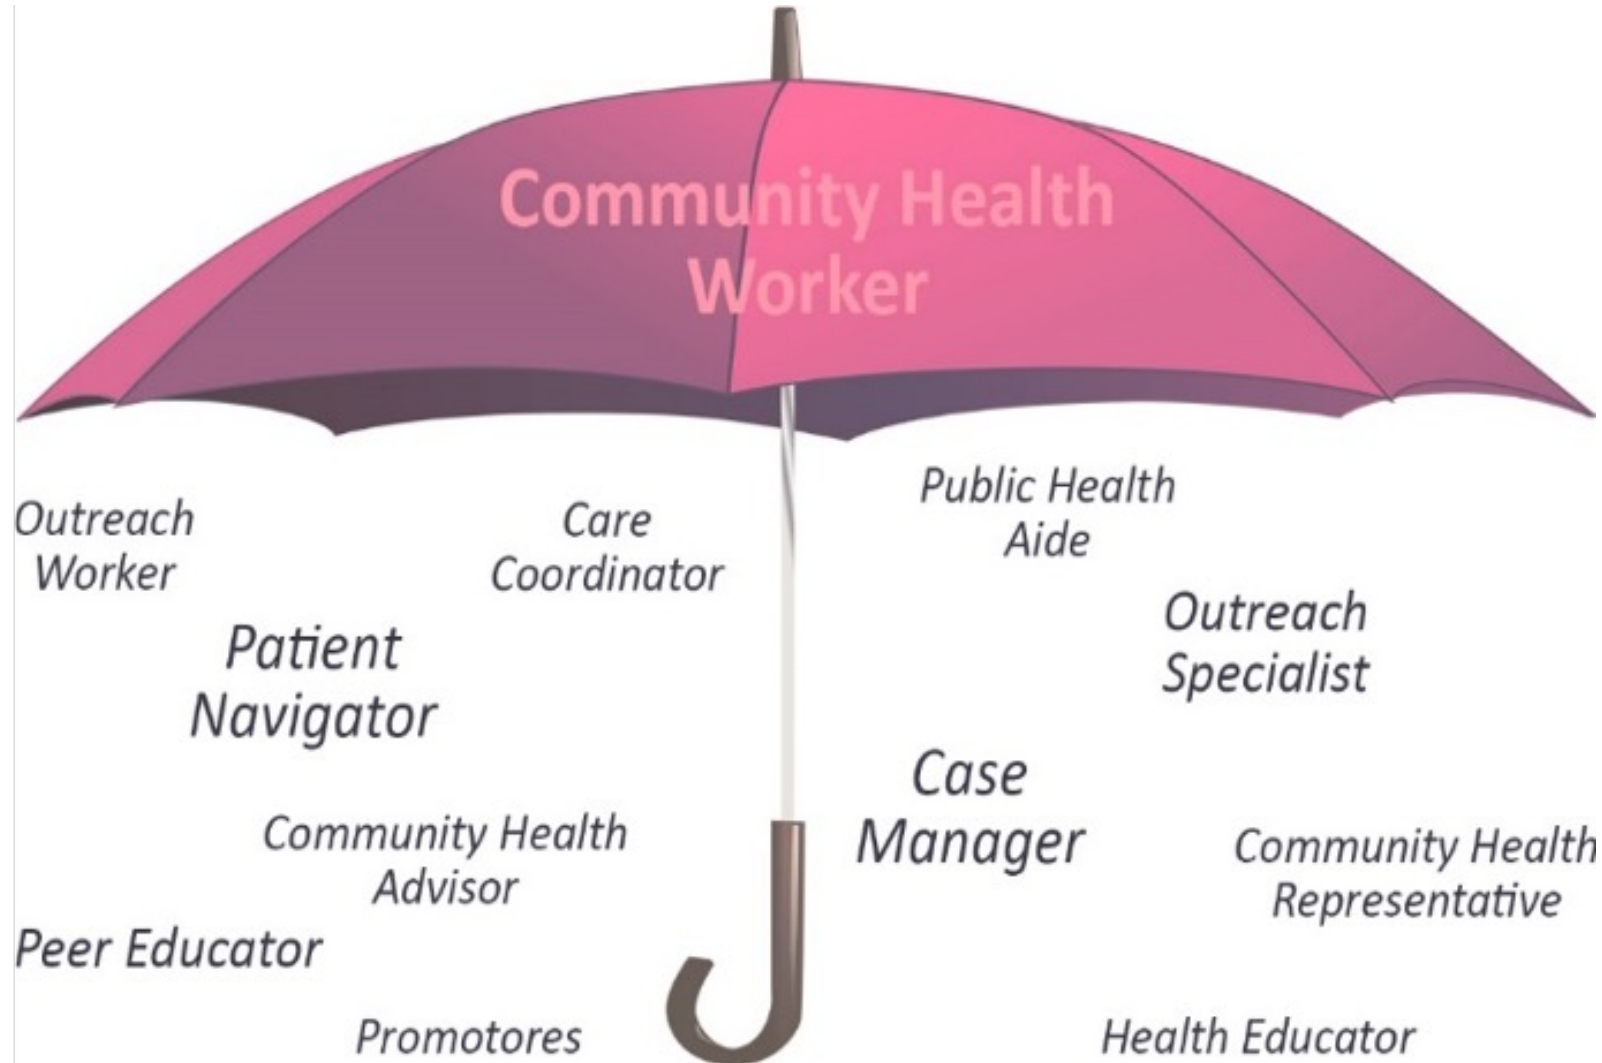 Community Health
Worker
Outreach
Worker
Care
Coordinator
Public Health
Aide
Patient
Navigator
Outreach
Specialist
Case
Manager
Community Health
Advisor
Community Health
Representative
Peer Educator
Promotores
Health Educator